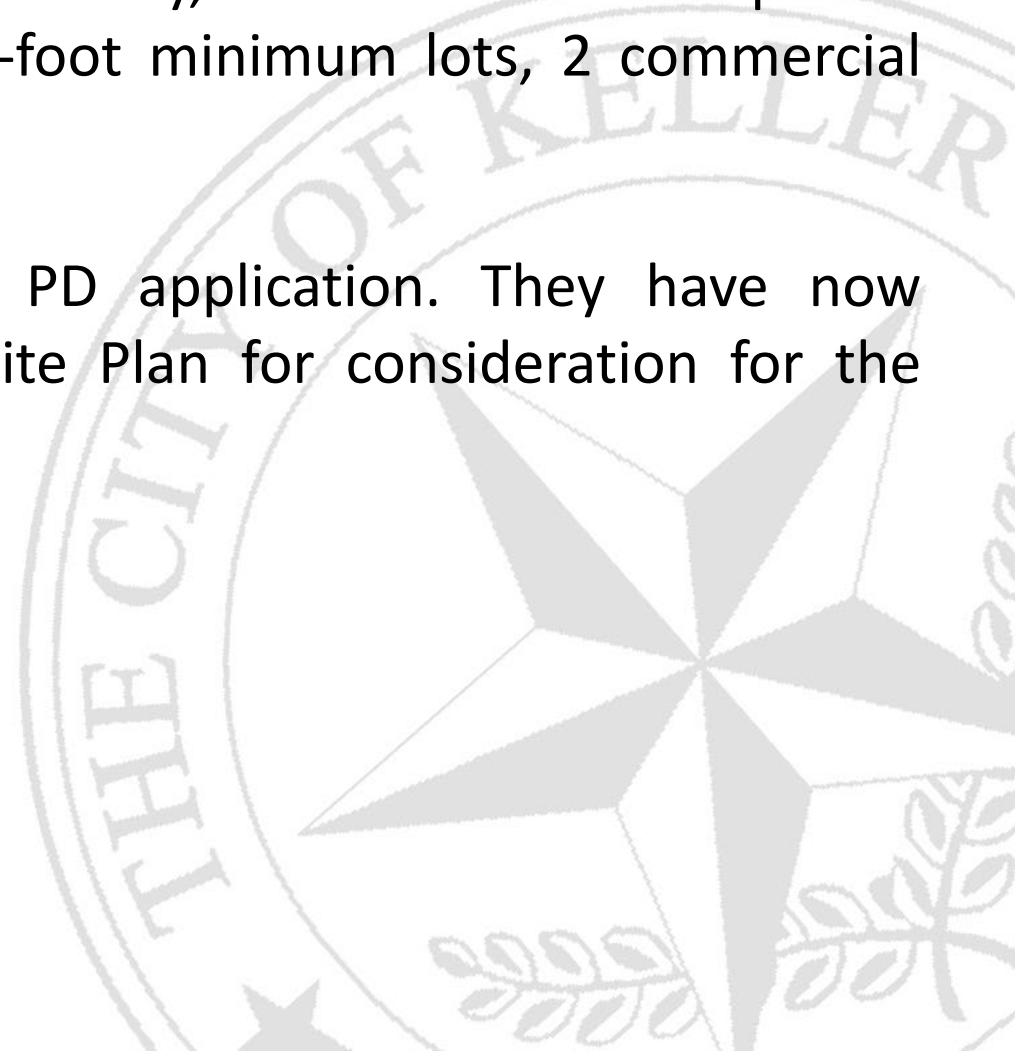 -foot minimum lots, 2 commercial
PD application. They have now
ite Plan for consideration for the
THE CITY OF KELLER